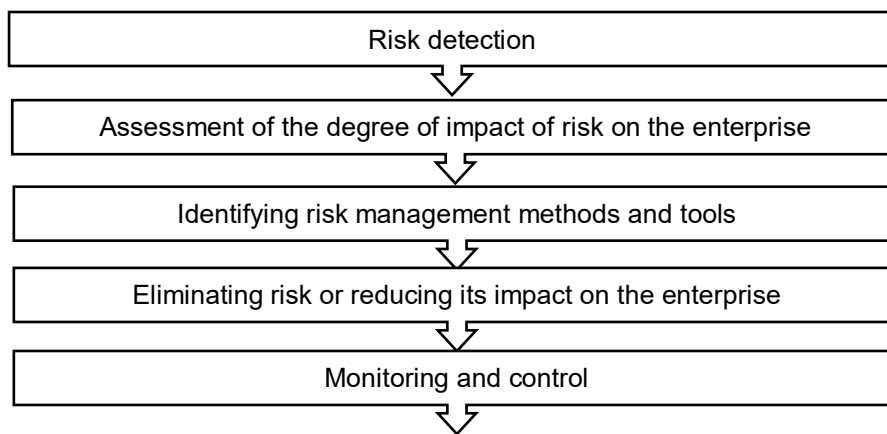 Risk detection
Assessment of the degree of impact of risk on the enterprise
Identifying risk management methods and tools
Eliminating risk or reducing its impact on the enterprise
Monitoring and control